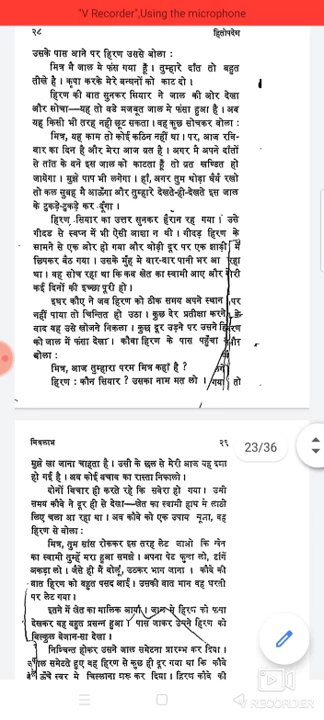 "V Recorder",Using the microphone
२८ हितोपदेश
उसके पास आने पर हिरण उससे बोला :
मित्र मैं जाल में फंस गया हूँ । तुम्हारे दाँत तो बहुत
तीखे हैं । कृपा करके मेरे बन्धनों को काट दो ।
हिरण की बात सुनकर सियार ने जाल की ओर देखा
और सोचा—यह तो बड़े मजबूत जाल में फंसा हुआ है । अब
यह किसी भी तरह नहीं छूट सकता । वह कुछ सोचकर बोला :
मित्र, यह काम तो कोई कठिन नहीं था । पर, आज रवि-
वार का दिन है और मेरा आज व्रत है । अगर मैं अपने दाँतों
से ताँत के बने इस जाल को काटता हूँ तो व्रत खण्डित हो
जायेगा । मुझे पाप भी लगेगा । हाँ, अगर तुम थोड़ा धैर्य रखो
तो कल सुबह मैं आऊँगा और तुम्हारे देखते-ही-देखते इस जाल
के टुकड़े-टुकड़े कर दूँगा ।
हिरण सियार का उत्तर सुनकर हैरान रह गया । उसे
गीदड़ से स्वप्न में भी ऐसी आशा न थी । गीदड़ हिरण के
सामने से एक ओर हो गया और थोड़ी दूर पर एक झाड़ी में
छिपकर बैठ गया । उसके मुँह में बार-बार पानी भर आ रहा
था । वह सोच रहा था कि कब खेत का स्वामी आए और मेरी
कई दिनों की इच्छा पूरी हो ।
इधर कौए ने जब हिरण को ठीक समय अपने स्थान पर
नहीं पाया तो चिन्तित हो उठा । कुछ देर प्रतीक्षा करने के
बाद वह उसे खोजने निकला । कुछ दूर उड़ने पर उसने हिरण
को जाल में फंसा देखा । कौवा हिरण के पास पहुँचा और
बोला :
मित्र, आज तुम्हारा परम मित्र कहाँ है ?
हिरण : कौन सियार ? उसका नाम मत लो । तो
मित्रलाभ २९
23/36
मुझे खा जाना चाहता है । उसी के छल से मेरी आज यह दशा
हो गई है । अब कोई बचाव का रास्ता निकालो ।
दोनों विचार ही करते रहे कि सवेरा हो गया । उसी
समय कौवे ने दूर ही से देखा—खेत का स्वामी हाथ में लाठी
लिए चला आ रहा था । अब कौवे को एक उपाय सूझा, वह
हिरण से बोला :
मित्र, तुम सांस रोककर इस तरह लेट जाओ कि खेत
का स्वामी तुम्हें मरा हुआ समझे । अपना पेट फुला लो, टांगें
अकड़ा लो । जैसे ही मैं बोलूँ, उठकर भाग जाना । कौवे की
बात हिरण को बहुत पसंद आई । उसकी बात मान वह धरती
पर लेट गया ।
इतने में खेत का मालिक आया । जाल में हिरण को फंसा
देखकर वह बहुत प्रसन्न हुआ । पास जाकर उसने हिरण को
बिल्कुल बेजान-सा देखा ।
निश्चिन्त होकर उसने जाल समेटना प्रारम्भ कर दिया ।
समेटते हुए वह हिरण से कुछ ही दूर गया था कि कौवे
ने ऊँचे स्वर में चिल्लाना शुरू कर दिया । हिरण कौवे की
RECORDER